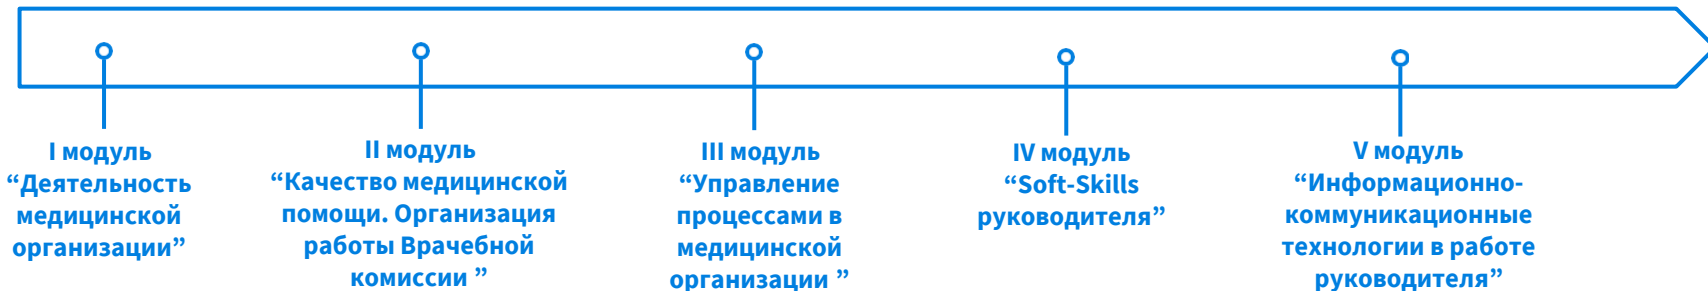 I модуль
“Деятельность
медицинской
организации”
II модуль
“Качество медицинской
помощи. Организация
работы Врачебной
комиссии ”
III модуль
“Управление
процессами в
медицинской
организации ”
IV модуль
“Soft-Skills
руководителя”
V модуль
“Информационно-
коммуникационные
технологии в работе
руководителя”